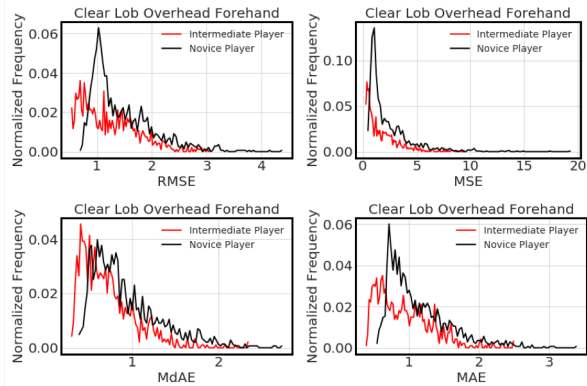 Clear Lob Overhead Forehand
Normalized Frequency
0.06
0.04
0.02
0.00
Intermediate Player
Novice Player
1
2
3
4
RMSE
Clear Lob Overhead Forehand
Normalized Frequency
0.10
0.05
0.00
Intermediate Player
Novice Player
0
5
10
15
20
MSE
Clear Lob Overhead Forehand
Normalized Frequency
0.04
0.02
0.00
Intermediate Player
Novice Player
1
2
MdAE
Clear Lob Overhead Forehand
Normalized Frequency
0.06
0.04
0.02
0.00
Intermediate Player
Novice Player
1
2
3
MAE